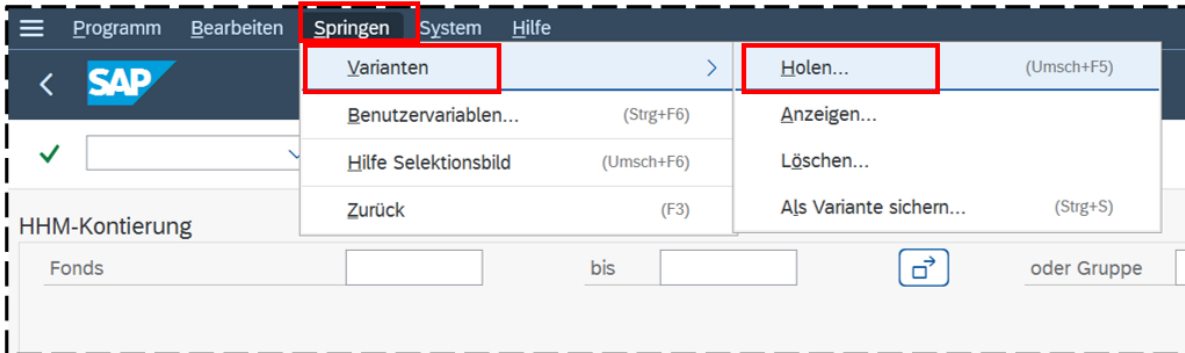 Programm Bearbeiten Springen System Hilfe
SAP
Varianten
Benutzervariablen... (Strg+F6)
Hilfe Selektionsbild (Umsch+F6)
Zurück (F3)
Holen... (Umsch+F5)
Anzeigen...
Löschen...
Als Variante sichern... (Strg+S)
HHM-Kontierung
Fonds bis oder Gruppe